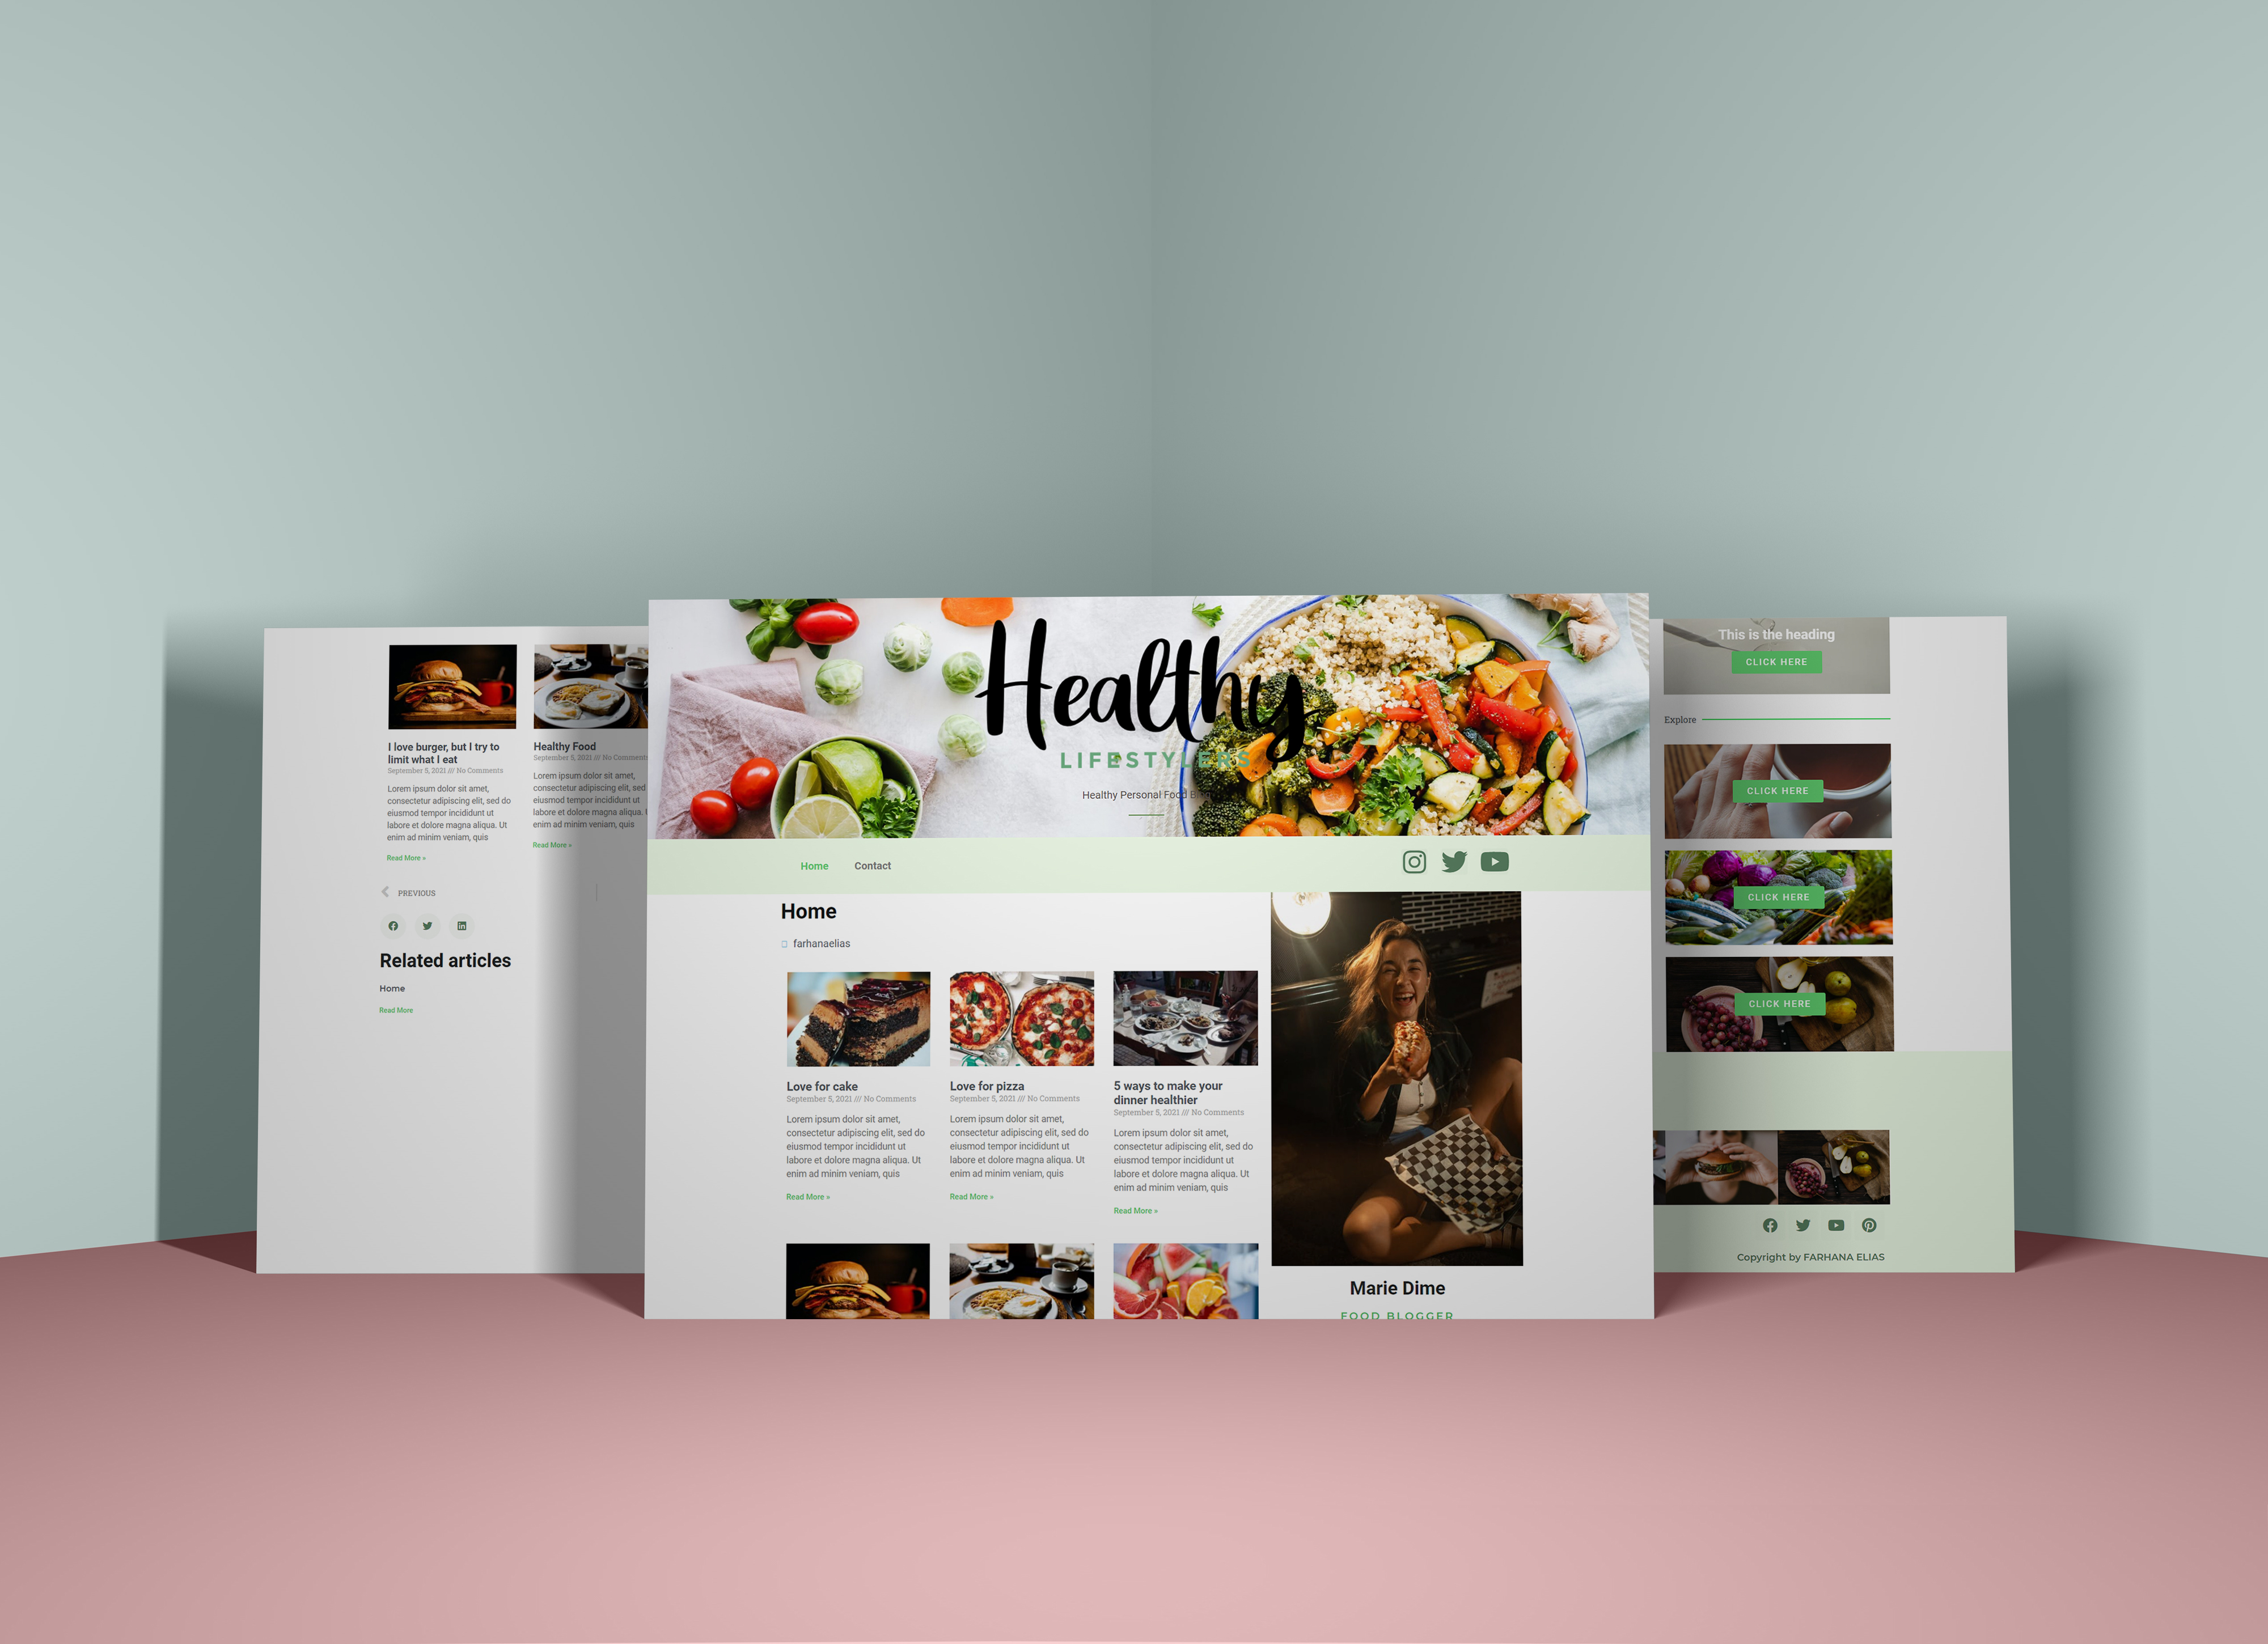 I love burger, but I try to
limit what I eat
September 5, 2021 /// No Comments
Lorem ipsum dolor sit amet,
consectetur adipiscing elit, sed do
eiusmod tempor incididunt ut
labore et dolore magna aliqua. Ut
enim ad minim veniam, quis
Read More »
Healthy Food
September 5, 2021 /// No Comments
Lorem ipsum dolor sit amet,
consectetur adipiscing elit, sed
eiusmod tempor incididunt ut
labore et dolore magna aliqua.
enim ad minim veniam, quis
Read More »
PREVIOUS
Related articles
Home
Read More
Healthy
LIFESTYLERS
Healthy Personal Food
Home
Contact
Home
farhanaelias
Love for cake
September 5, 2021 /// No Comments
Lorem ipsum dolor sit amet,
consectetur adipiscing elit, sed do
eiusmod tempor incididunt ut
labore et dolore magna aliqua. Ut
enim ad minim veniam, quis
Read More »
Love for pizza
September 5, 2021 /// No Comments
Lorem ipsum dolor sit amet,
consectetur adipiscing elit, sed do
eiusmod tempor incididunt ut
labore et dolore magna aliqua. Ut
enim ad minim veniam, quis
Read More »
5 ways to make your
dinner healthier
September 5, 2021 /// No Comments
Lorem ipsum dolor sit amet,
consectetur adipiscing elit, sed do
eiusmod tempor incididunt ut
labore et dolore magna aliqua. Ut
enim ad minim veniam, quis
Read More »
Marie Dime
FOOD BLOGGER
This is the heading
CLICK HERE
Explore
CLICK HERE
CLICK HERE
CLICK HERE
Copyright by FARHANA ELIAS